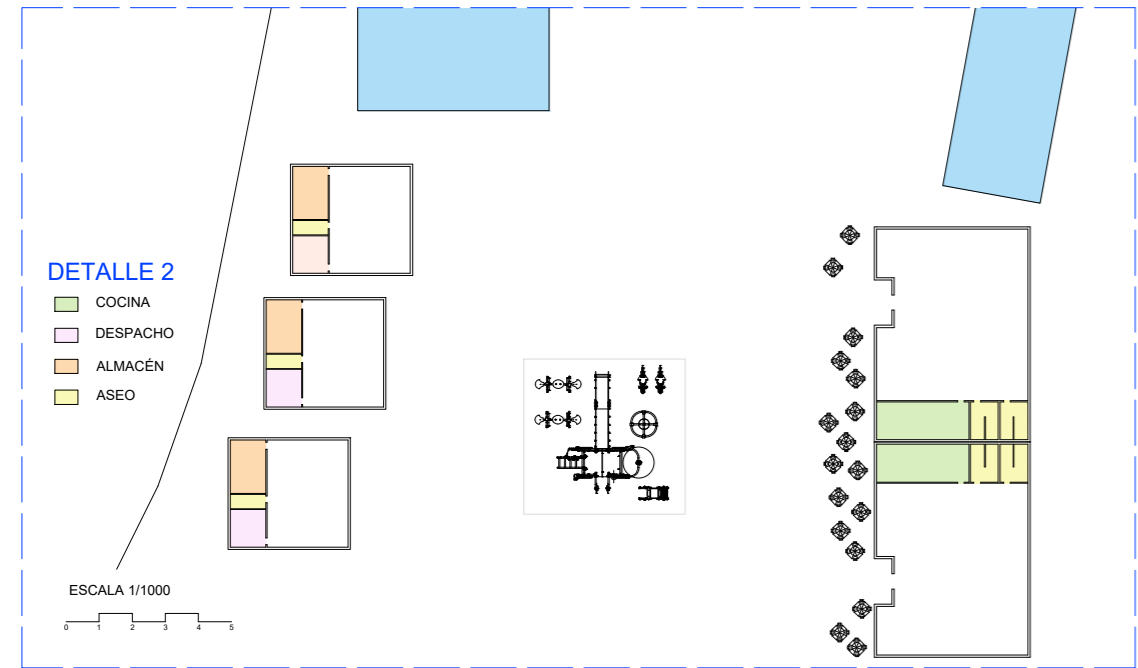 DETALLE 2
COCINA
DESPACHO
ALMACÉN
ASEO
ESCALA 1/1000
0 1 2 3 4 5